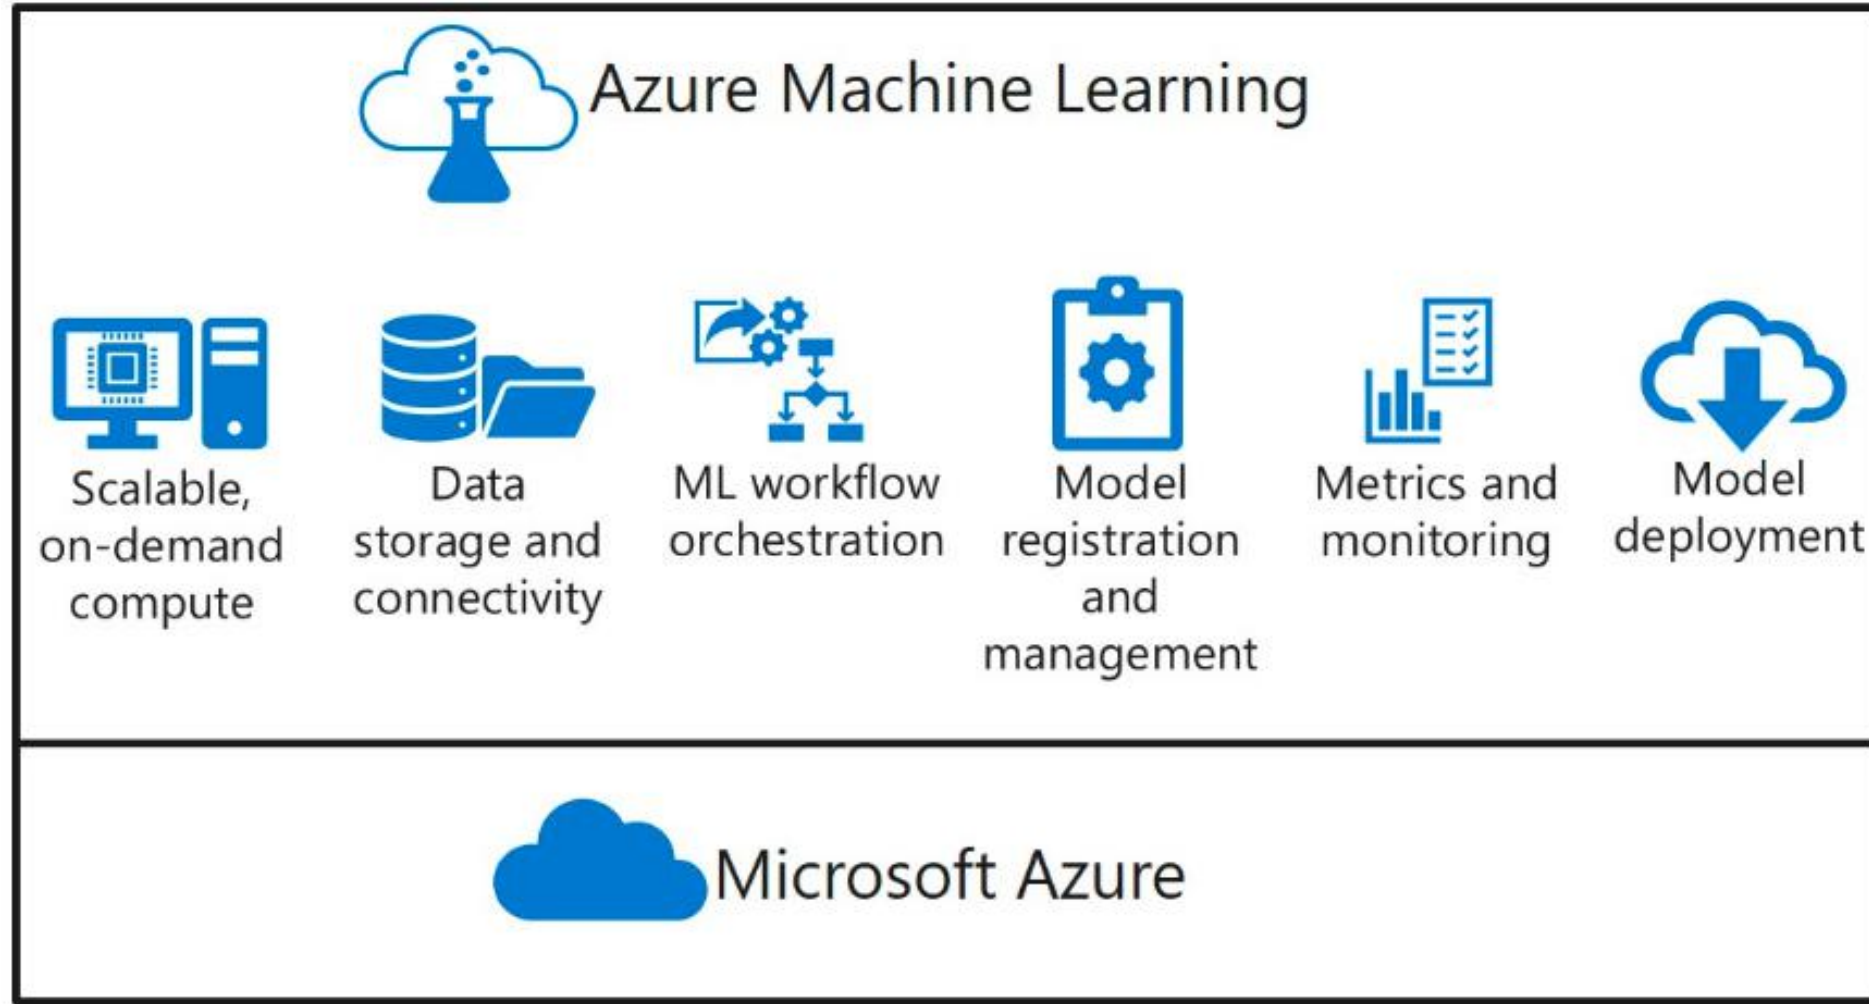 Azure Machine Learning
Scalable,
on-demand
compute
Data
storage and
connectivity
ML workflow
orchestration
Model
registration
and
management
Metrics and
monitoring
Model
deployment
Microsoft Azure